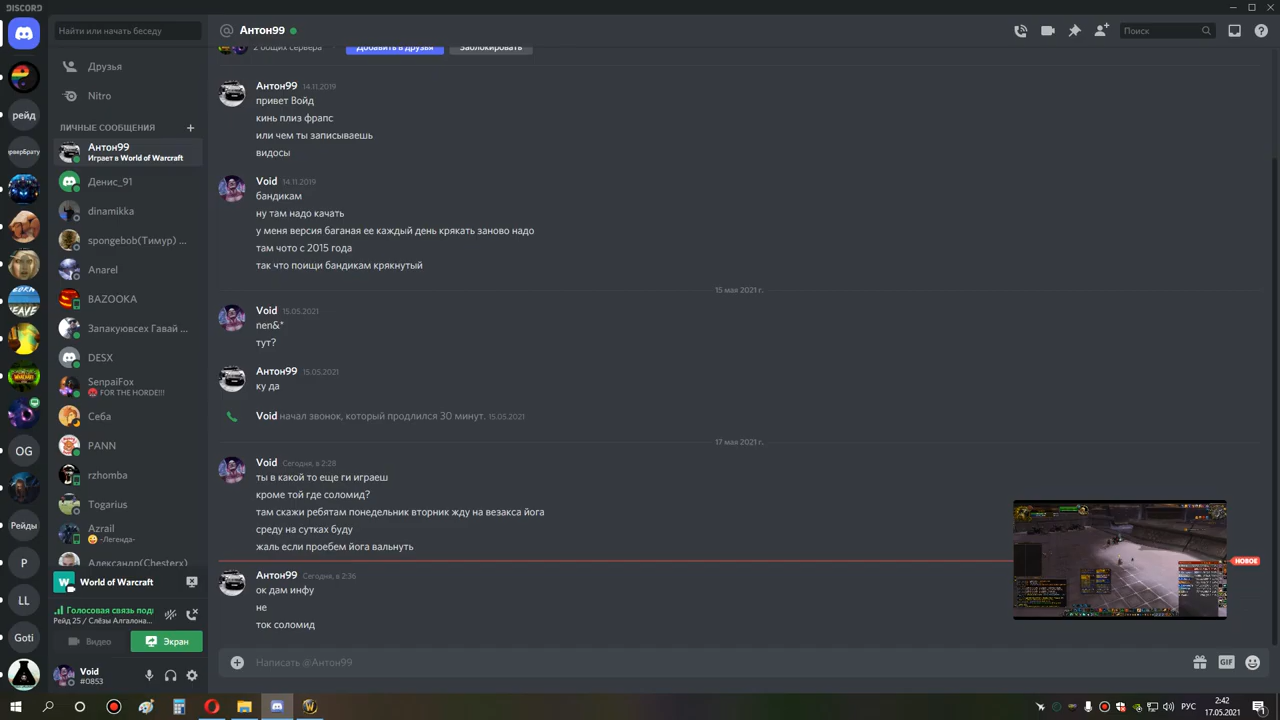 DISCORD
Найти или начать беседу
Антон99
Поиск
2 общих сервера
Добавить в друзья
Заблокировать
Друзья
Nitro
ЛИЧНЫЕ СООБЩЕНИЯ
Антон99
Играет в World of Warcraft
Денис_91
dinamikka
spongebob(Тимур) ...
Anarel
BAZOOKA
Запакуювсех Гавай ...
DESX
SenpaiFox
FOR THE HORDE!!!
Себа
PANN
rzhomba
Togarius
Azrail
-Легенда-
Александр(Chesterx)
рейд
OG
Рейды
P
LL
Goti
World of Warcraft
Голосовая связь под
Рейд 25 / Слёзы Алгалона...
Видео
Экран
Void
#0853
Антон99 14.11.2019
привет Войд
кинь плиз фрапс
или чем ты записываешь
видосы
Void 14.11.2019
бандикам
ну там надо качать
у меня версия баганая ее каждый день крякать заново надо
там чото с 2015 года
так что поищи бандикам крякнутый
15 мая 2021 г.
Void 15.05.2021
пеп&*
тут?
Антон99 15.05.2021
ку да
Void начал звонок, который продлился 30 минут. 15.05.2021
17 мая 2021 г.
Void Сегодня, в 2:28
ты в какой то еще ги играеш
кроме той где соломид?
там скажи ребятам понедельник вторник жду на везакса йога
среду на сутках буду
жаль если проебем йога вальнуть
НОВОЕ
Антон99 Сегодня, в 2:36
ок дам инфу
не
ток соломид
Написать @Антон99
GIF
РУС
2:42
17.05.2021